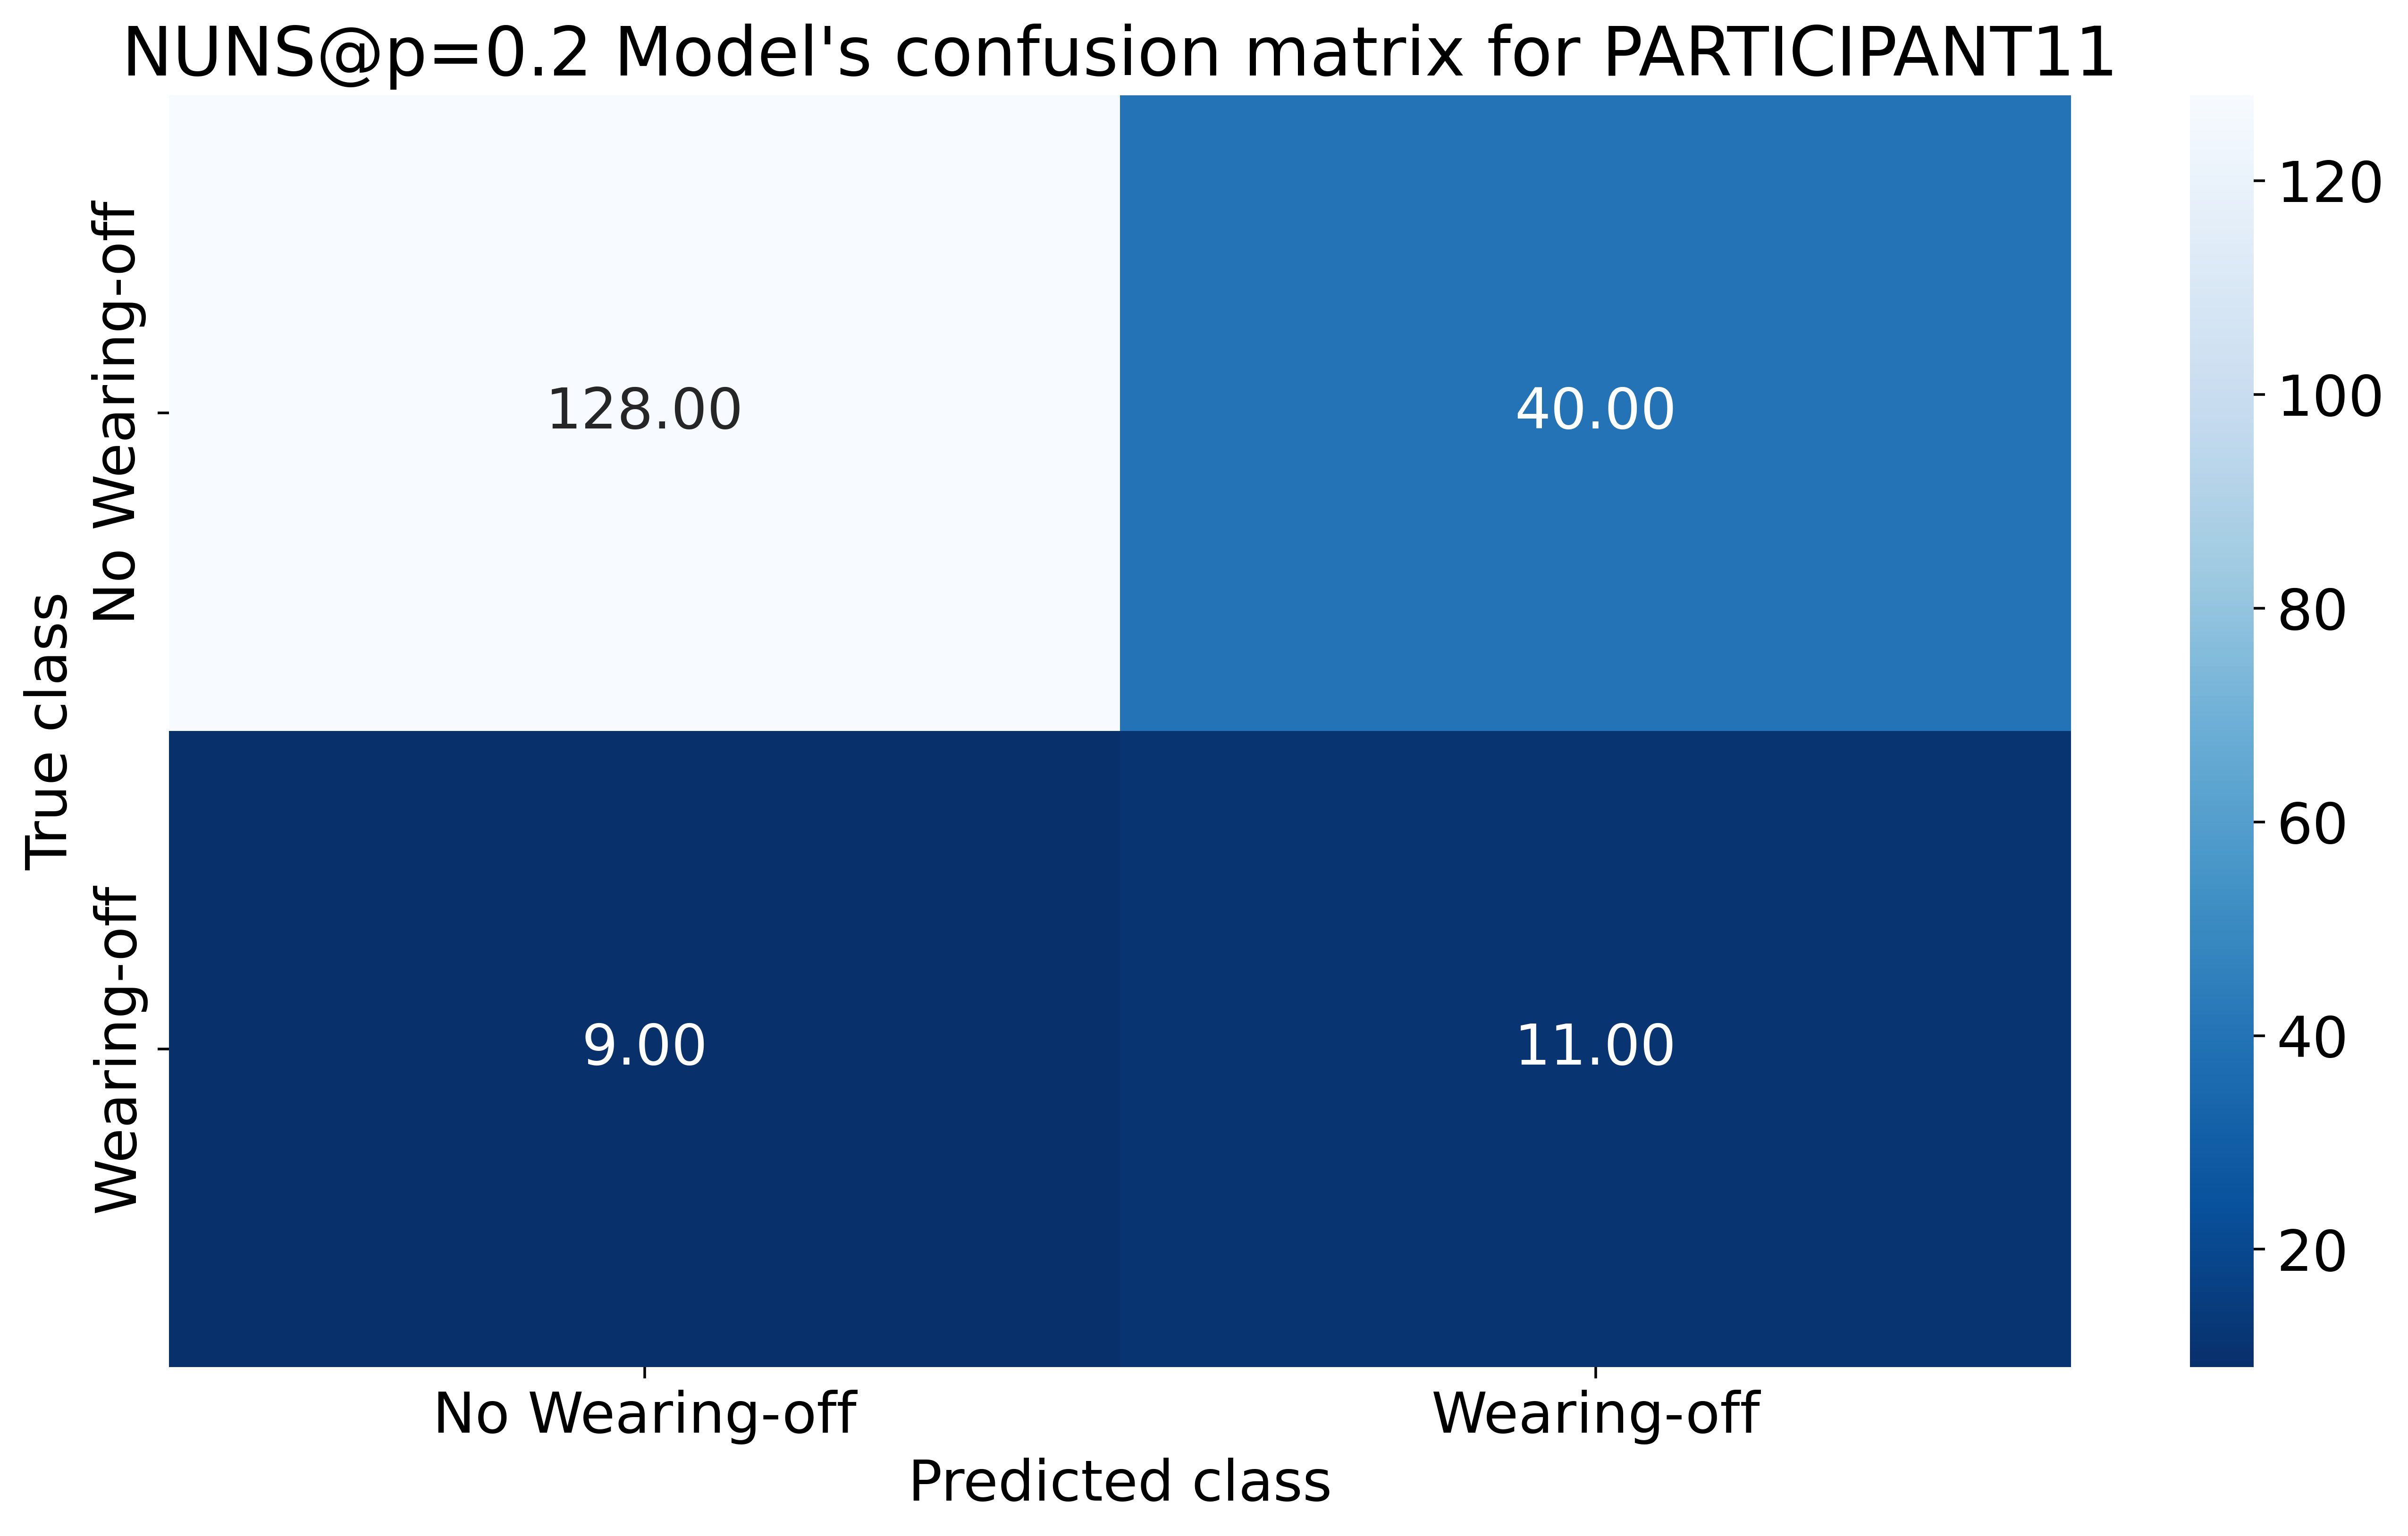 NUNS@p=0.2 Model's confusion matrix for PARTICIPANT11
True class
No Wearing-off
Wearing-off
128.00
40.00
9.00
11.00
No Wearing-off
Wearing-off
Predicted class
120
100
80
60
40
20